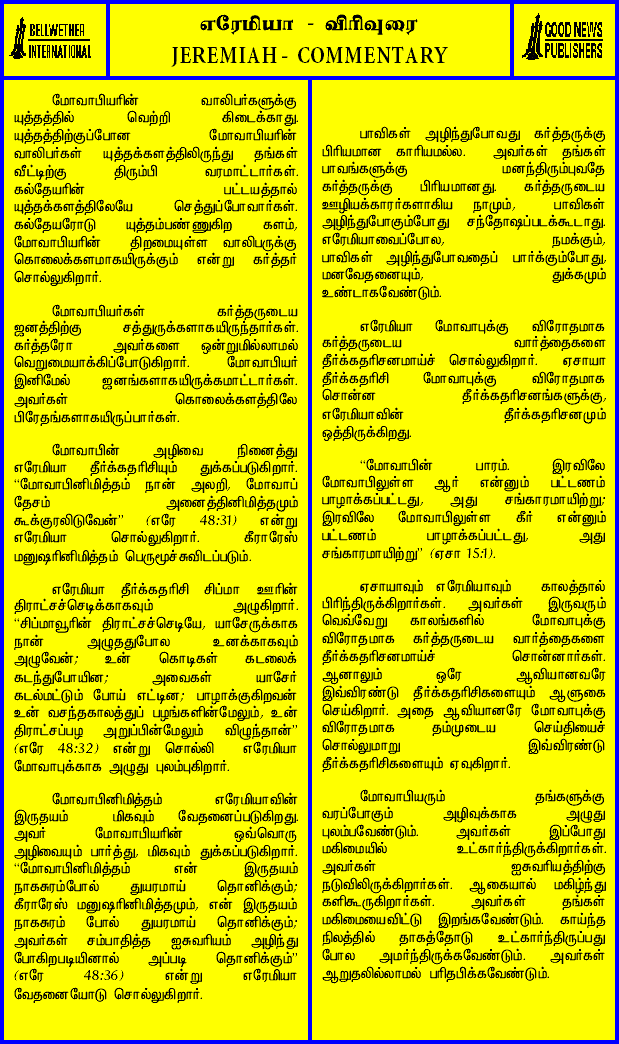 BELLWETHER
INTERNATIONAL
எரேமியா - விரிவுரை
JEREMIAH - COMMENTARY
GOOD NEWS
PUBLISHERS
மோவாபியரின் வாலிபர்களுக்கு
யுத்தத்தில் வெற்றி கிடைக்காது.
யுத்தத்திற்குப்போன மோவாபியரின்
வாலிபர்கள் யுத்தக்களத்திலிருந்து தங்கள்
வீட்டிற்கு திரும்பி வரமாட்டார்கள்.
கல்தேயரின் பட்டயத்தால்
யுத்தக்களத்திலேயே செத்துப்போவார்கள்.
கல்தேயரோடு யுத்தம்பண்ணுகிற களம்,
மோவாபியரின் திறமையுள்ள வாலிபருக்கு
கொலைக்களமாகயிருக்கும் என்று கர்த்தர்
சொல்லுகிறார்.
மோவாபியர்கள் கர்த்தருடைய
ஜனத்திற்கு சத்துருக்களாகயிருந்தார்கள்.
கர்த்தரோ அவர்களை ஒன்றுமில்லாமல்
வெறுமையாக்கிப்போடுகிறார். மோவாபியர்
இனிமேல் ஜனங்களாகயிருக்கமாட்டார்கள்.
அவர்கள் கொலைக்களத்திலே
பிரேதங்களாகயிருப்பார்கள்.
மோவாபின் அழிவை நினைத்து
எரேமியா தீர்க்கதரிசியும் துக்கப்படுகிறார்.
“மோவாபினிமித்தம் நான் அலறி, மோவாப்
தேசம் அனைத்தினிமித்தமும்
கூக்குரலிடுவேன்” (எரே 48:31) என்று
எரேமியா சொல்லுகிறார். கீராரேஸ்
மனுஷரினிமித்தம் பெருமூச்சுவிடப்படும்.
எரேமியா தீர்க்கதரிசி சிப்மா ஊரின்
திராட்சச்செடிக்காகவும் அழுகிறார்.
“சிப்மாவூரின் திராட்சச்செடியே, யாசேருக்காக
நான் அழுததுபோல உனக்காகவும்
அழுவேன்; உன் கொடிகள் கடலைக்
கடந்துபோயின; அவைகள் யாசேர்
கடல்மட்டும் போய் எட்டின; பாழாக்குகிறவன்
உன் வசந்தகாலத்துப் பழங்களின்மேலும், உன்
திராட்சப்பழ அறுப்பின்மேலும் விழுந்தான்”
(எரே 48:32) என்று சொல்லி எரேமியா
மோவாபுக்காக அழுது புலம்புகிறார்.
மோவாபினிமித்தம் எரேமியாவின்
இருதயம் மிகவும் வேதனைப்படுகிறது.
அவர் மோவாபியரின் ஒவ்வொரு
அழிவையும் பார்த்து, மிகவும் துக்கப்படுகிறார்.
“மோவாபினிமித்தம் என் இருதயம்
நாகசுரம்போல் துயரமாய் தொனிக்கும்;
கீராரேஸ் மனுஷரினிமித்தமும், என் இருதயம்
நாகசுரம் போல் துயரமாய் தொனிக்கும்;
அவர்கள் சம்பாதித்த ஐசுவரியம் அழிந்து
போகிறபடியினால் அப்படி தொனிக்கும்”
(எரே 48:36) என்று எரேமியா
வேதனையோடு சொல்லுகிறார்.
பாவிகள் அழிந்துபோவது கர்த்தருக்கு
பிரியமான காரியமல்ல. அவர்கள் தங்கள்
பாவங்களுக்கு மனந்திரும்புவதே
கர்த்தருக்கு பிரியமானது. கர்த்தருடைய
ஊழியக்காரர்களாகிய நாமும், பாவிகள்
அழிந்துபோகும்போது சந்தோஷப்படக்கூடாது.
எரேமியாவைப்போல, நமக்கும்,
பாவிகள் அழிந்துபோவதைப் பார்க்கும்போது,
மனவேதனையும், துக்கமும்
உண்டாகவேண்டும்.
எரேமியா மோவாபுக்கு விரோதமாக
கர்த்தருடைய வார்த்தைகளை
தீர்க்கதரிசனமாய்ச் சொல்லுகிறார். ஏசாயா
தீர்க்கதரிசி மோவாபுக்கு விரோதமாக
சொன்ன தீர்க்கதரிசனங்களுக்கு,
எரேமியாவின் தீர்க்கதரிசனமும்
ஒத்திருக்கிறது.
“மோவாபின் பாரம். இரவிலே
மோவாபிலுள்ள ஆர் என்னும் பட்டணம்
பாழாக்கப்பட்டது, அது சங்காரமாயிற்று;
இரவிலே மோவாபிலுள்ள கீர் என்னும்
பட்டணம் பாழாக்கப்பட்டது, அது
சங்காரமாயிற்று” (ஏசா 15:1).
ஏசாயாவும் எரேமியாவும் காலத்தால்
பிரிந்திருக்கிறார்கள். அவர்கள் இருவரும்
வெவ்வேறு காலங்களில் மோவாபுக்கு
விரோதமாக கர்த்தருடைய வார்த்தைகளை
தீர்க்கதரிசனமாய்ச் சொன்னார்கள்.
ஆனாலும் ஒரே ஆவியானவரே
இவ்விரண்டு தீர்க்கதரிசிகளையும் ஆளுகை
செய்கிறார். அதை ஆவியானரே மோவாபுக்கு
விரோதமாக தம்முடைய செய்தியைச்
சொல்லுமாறு இவ்விரண்டு
தீர்க்கதரிசிகளையும் ஏவுகிறார்.
மோவாபியரும் தங்களுக்கு
வரப்போகும் அழிவுக்காக அழுது
புலம்பவேண்டும். அவர்கள் இப்போது
மகிமையில் உட்கார்ந்திருக்கிறார்கள்.
அவர்கள் ஐசுவரியத்திற்கு
நடுவிலிருக்கிறார்கள். ஆகையால் மகிழ்ந்து
களிகூருகிறார்கள். அவர்கள் தங்கள்
மகிமையைவிட்டு இறங்கவேண்டும். காய்ந்த
நிலத்தில் தாகத்தோடு உட்கார்ந்திருப்பது
போல அமர்ந்திருக்கவேண்டும். அவர்கள்
ஆறுதலில்லாமல் பரிதபிக்கவேண்டும்.